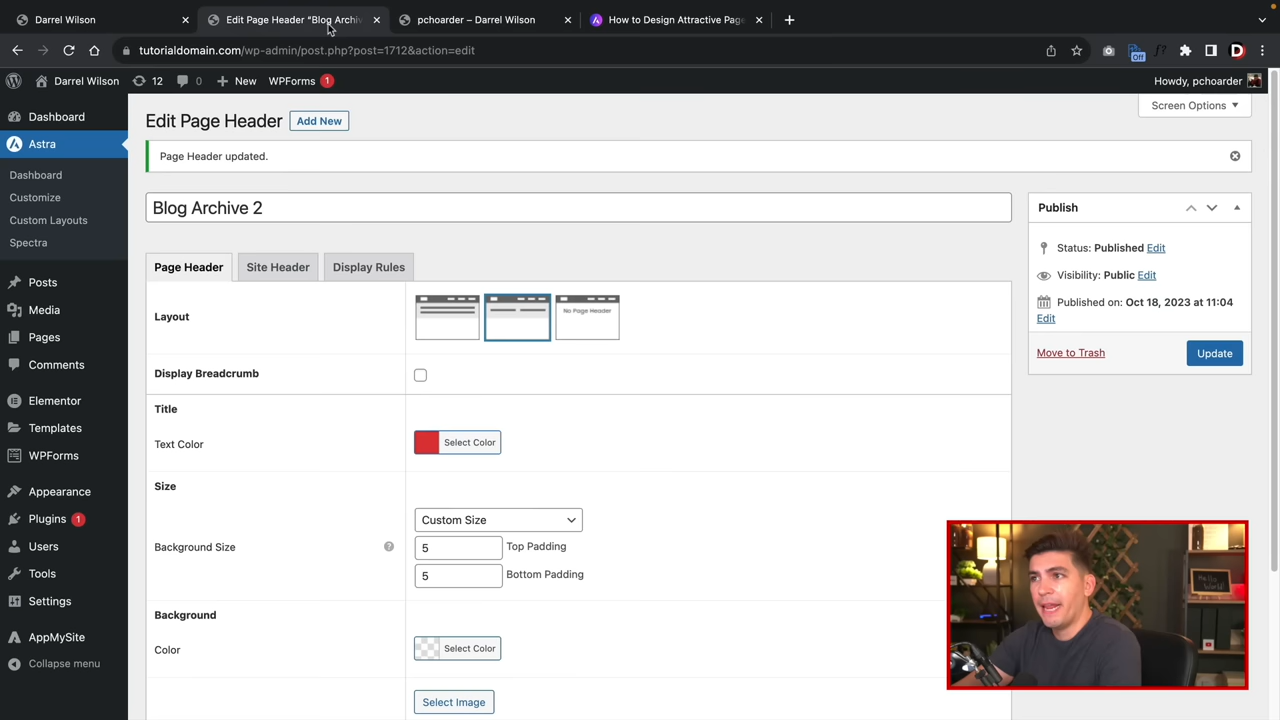 Darrel Wilson
Edit Page Header "Blog Archiv
pchoarder – Darrel Wilson
How to Design Attractive Page
tutorialdomain.com/wp-admin/post.php?post=1712&action=edit
Off
D
Darrel Wilson
12
0
New
WPForms
1
Howdy, pchoarder
Dashboard
Astra
Dashboard
Customize
Custom Layouts
Spectra
Posts
Media
Pages
Comments
Elementor
Templates
WPForms
Appearance
Plugins 1
Users
Tools
Settings
AppMySite
Collapse menu
Screen Options
Edit Page Header
Add New
Page Header updated.
Blog Archive 2
Page Header
Site Header
Display Rules
Layout
No Page Header
Display Breadcrumb
Title
Text Color
Select Color
Size
Background Size
Custom Size
5 Top Padding
5 Bottom Padding
Background
Color
Select Color
Select Image
Publish
Status: Published Edit
Visibility: Public Edit
Published on: Oct 18, 2023 at 11:04
Edit
Move to Trash
Update